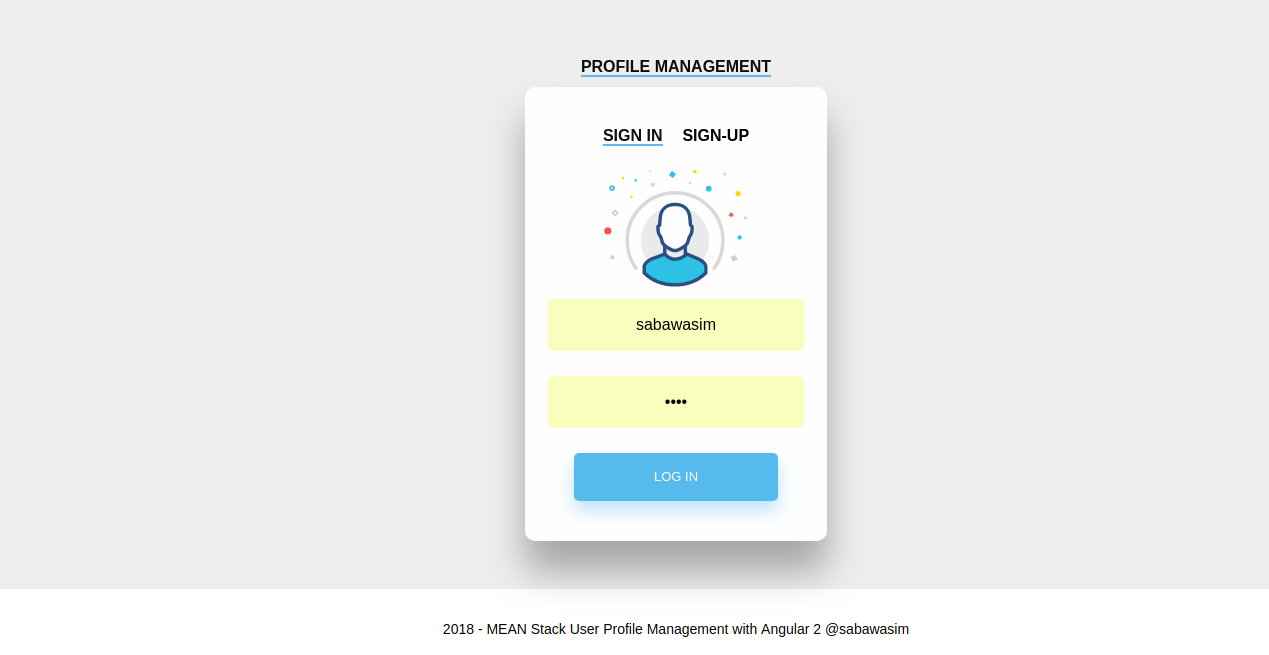 PROFILE MANAGEMENT
SIGN IN SIGN-UP
sabawasim
••••
LOG IN
2018 - MEAN Stack User Profile Management with Angular 2 @sabawasim